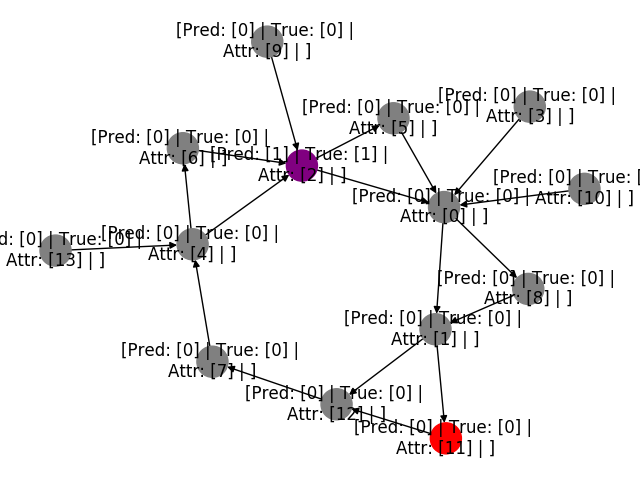 [Pred: [0] | True: [0] |
Attr: [9] | ]
[Pred: [0] | True: [0] |
Attr: [3] | ]
[Pred: [0] | True: [0] |
Attr: [5] | ]
[Pred: [0] | True: [0] |
Attr: [6] | ]
[Pred: [1] | True: [1] |
Attr: [2] | ]
[Pred: [0] | True: [
Attr: [10] | ]
[Pred: [0] | True: [0] |
Attr: [0] | ]
d: [0] | True: [0] |
Attr: [13] | ]
[Pred: [0] | True: [0] |
Attr: [4] | ]
[Pred: [0] | True: [0] |
Attr: [8] | ]
[Pred: [0] | True: [0] |
Attr: [1] | ]
[Pred: [0] | True: [0] |
Attr: [7] | ]
[Pred: [0] | True: [0] |
Attr: [12] | ]
[Pred: [0] | True: [0] |
Attr: [11] | ]